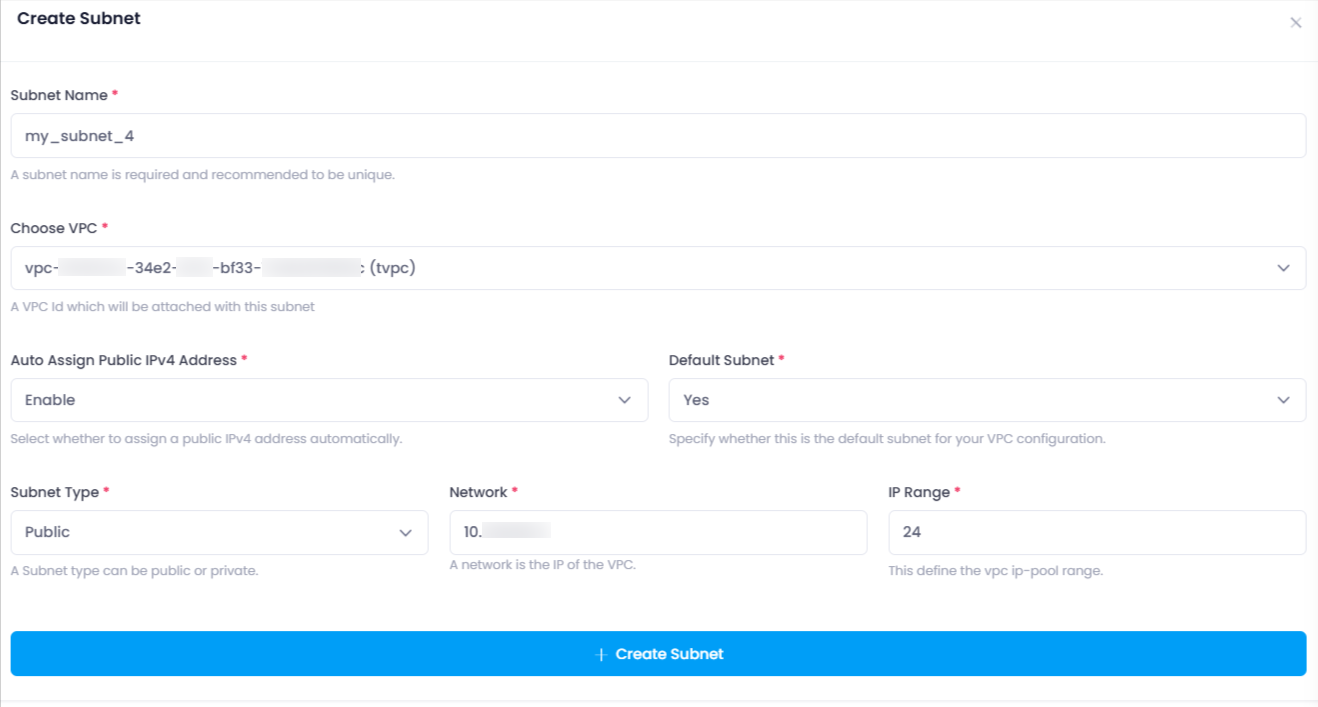 Create Subnet
Subnet Name *
my_subnet_4
A subnet name is required and recommended to be unique.
Choose VPC *
vpc- -34e2- -bf33- (tvpc)
A VPC Id which will be attached with this subnet
Auto Assign Public IPv4 Address * Default Subnet *
Enable Yes
Select whether to assign a public IPv4 address automatically. Specify whether this is the default subnet for your VPC configuration.
Subnet Type * Network * IP Range *
Public 10. 24
A Subnet type can be public or private. A network is the IP of the VPC. This define the vpc ip-pool range.
+ Create Subnet